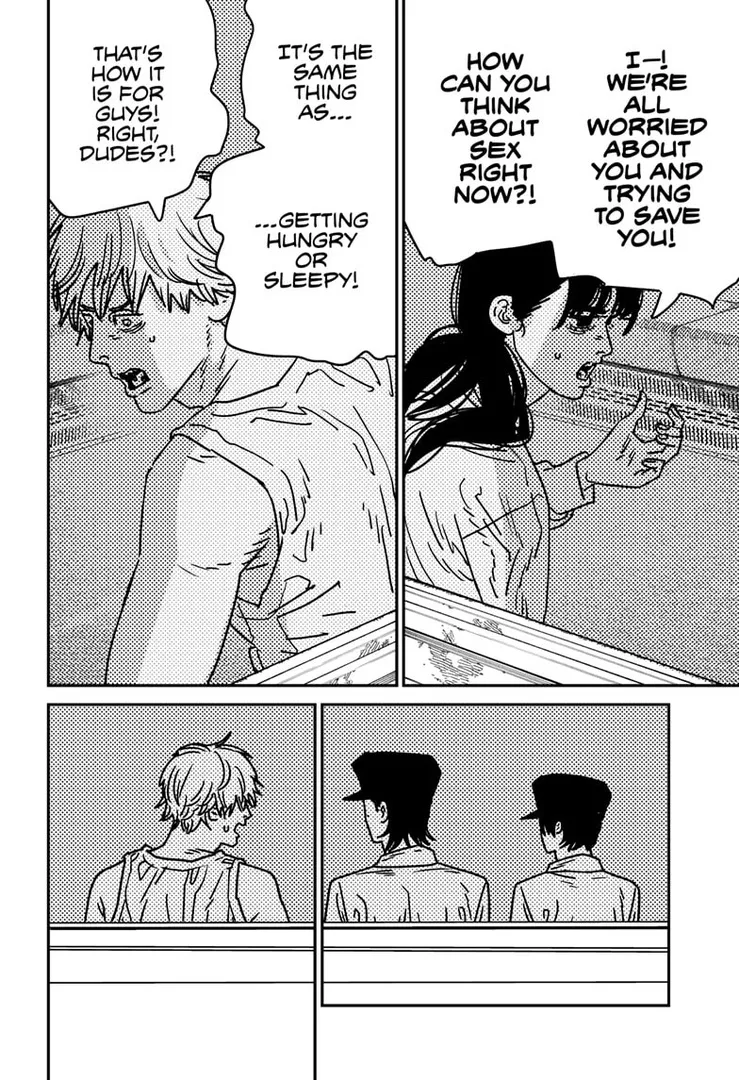 I—!
WE'RE
ALL
WORRIED
ABOUT
YOU AND
TRYING
TO SAVE
YOU!
HOW
CAN YOU
THINK
ABOUT
SEX
RIGHT
NOW?!
IT'S THE
SAME
THING
AS...
...GETTING
HUNGRY
OR
SLEEPY!
THAT'S
HOW IT
IS FOR
GUYS!
RIGHT,
DUDES?!